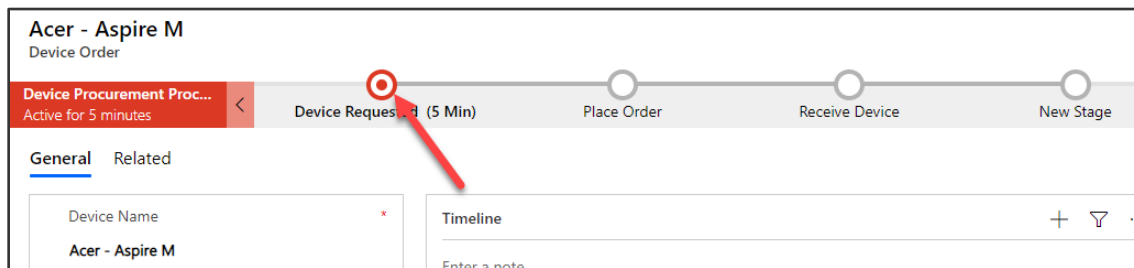 Acer - Aspire M
Device Order
Device Procurement Proc...
Active for 5 minutes
Device Requested (5 Min)
Place Order
Receive Device
New Stage
General Related
Device Name *
Timeline
Acer - Aspire M
Enter a note